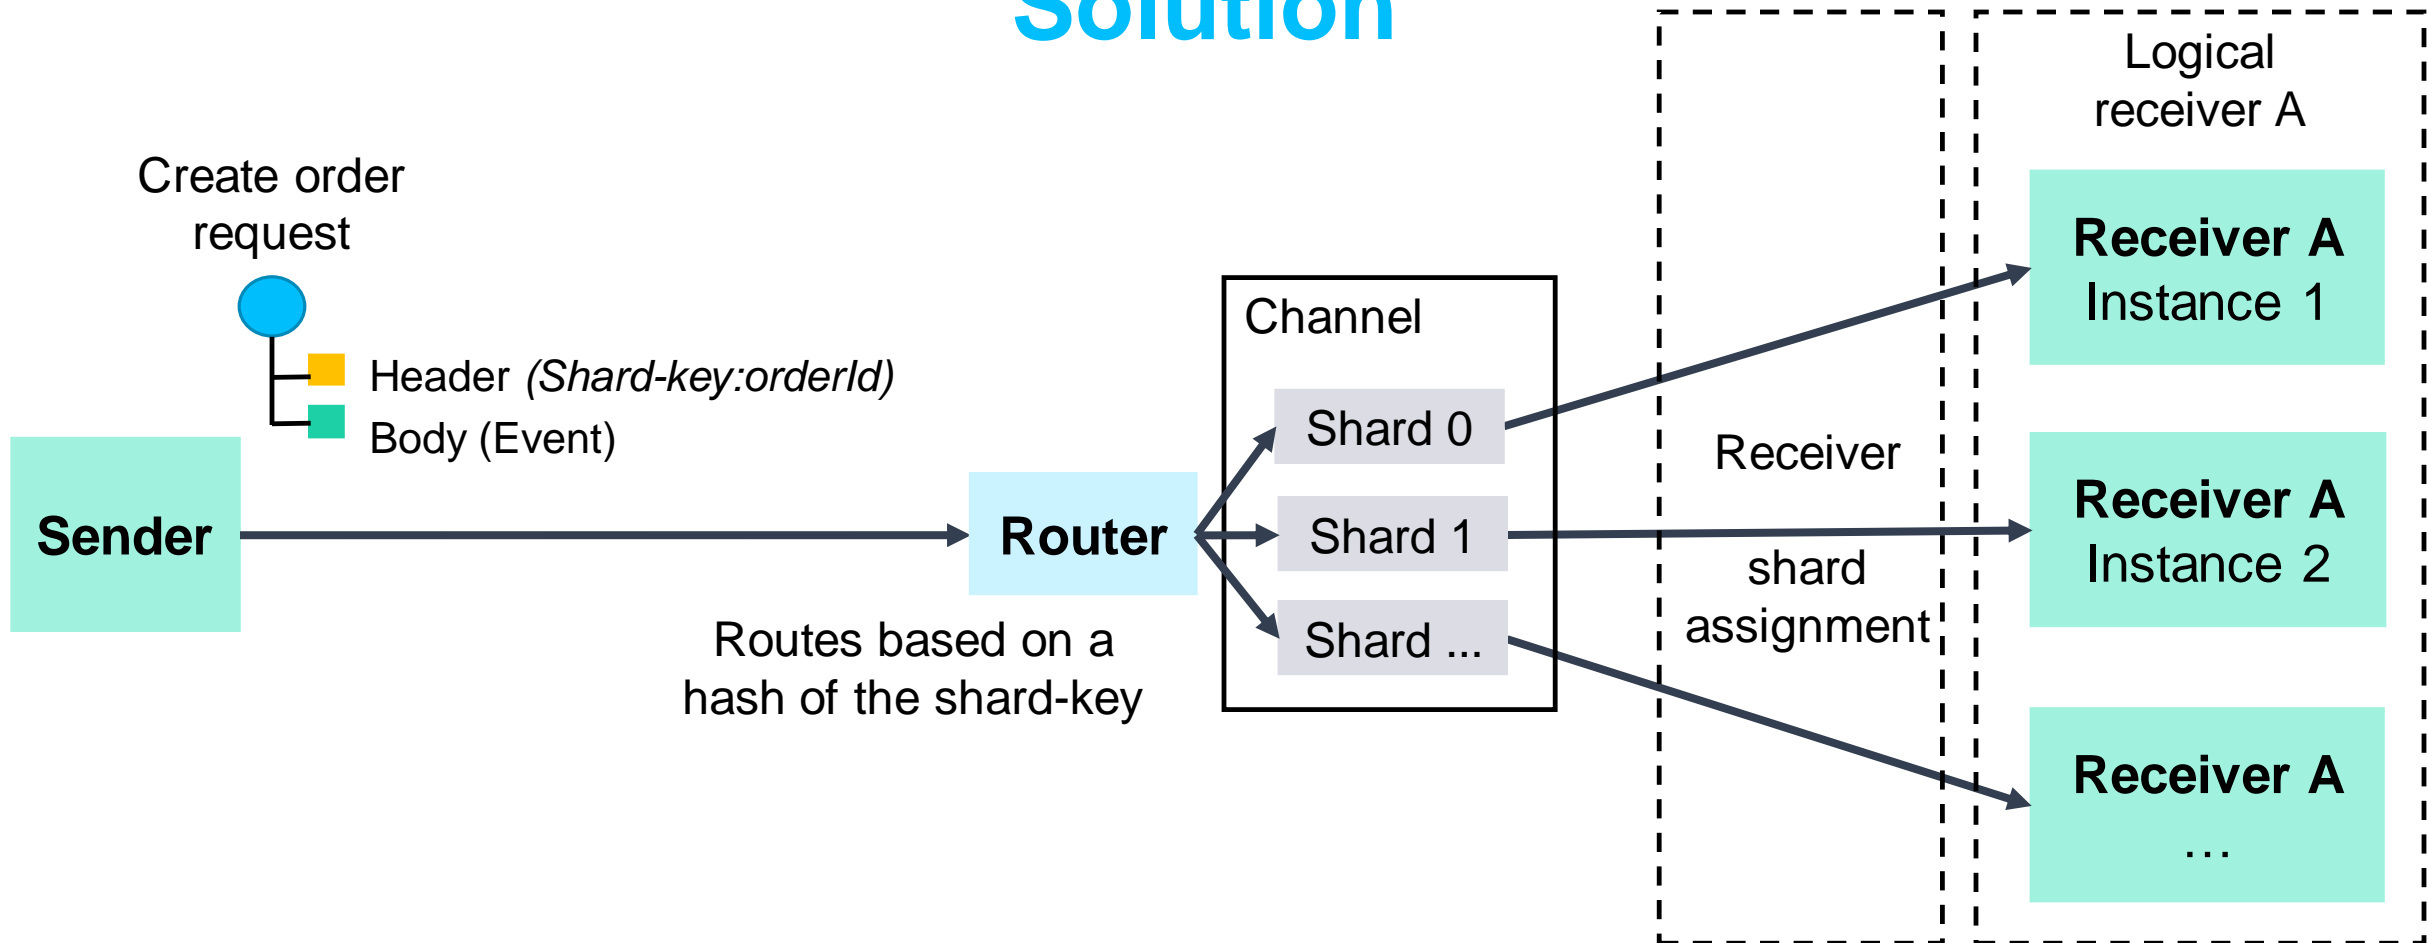 Solution
Create order
request
Header (Shard-key:orderId)
Body (Event)
Sender
Router
Routes based on a
hash of the shard-key
Channel
Shard 0
Shard 1
Shard ...
Receiver
shard
assignment
Logical
receiver A
Receiver A
Instance 1
Receiver A
Instance 2
Receiver A
...